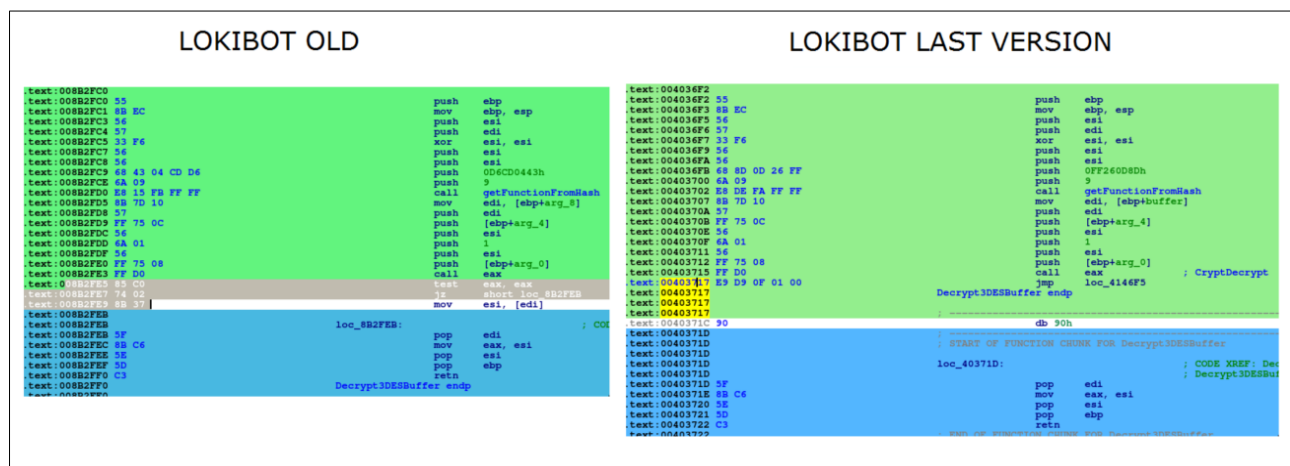 LOKIBOT OLD
.text:008B2FC0
.text:008B2FC0 55 push ebp
.text:008B2FC1 8B EC mov ebp, esp
.text:008B2FC3 56 push esi
.text:008B2FC4 57 push edi
.text:008B2FC5 33 F6 xor esi, esi
.text:008B2FC7 56 push esi
.text:008B2FC8 56 push esi
.text:008B2FC9 68 43 04 CD D6 push 0D6CD0443h
.text:008B2FCE 6A 09 push 9
.text:008B2FD0 E8 15 FB FF FF call getFunctionFromHash
.text:008B2FD5 8B 7D 10 mov edi, [ebp+arg_8]
.text:008B2FD8 57 push edi
.text:008B2FD9 FF 75 0C push [ebp+arg_4]
.text:008B2FDC 56 push esi
.text:008B2FDD 6A 01 push 1
.text:008B2FDF 56 push esi
.text:008B2FE0 FF 75 08 push [ebp+arg_0]
.text:008B2FE3 FF D0 call eax
.text:008B2FE5 85 C0 test eax, eax
.text:008B2FE7 74 02 jz short loc_8B2FEB
.text:008B2FE9 8B 37 mov esi, [edi]
.text:008B2FEB
.text:008B2FEB loc_8B2FEB: ;
.text:008B2FEB 5F pop edi
.text:008B2FEC 8B C6 mov eax, esi
.text:008B2FEE 5E pop esi
.text:008B2FEF 5D pop ebp
.text:008B2FF0 C3 retn
.text:008B2FF0 Decrypt3DESBuffer endp
.text:008B2FF0
LOKIBOT LAST VERSION
.text:004036F2
.text:004036F2 55 push ebp
.text:004036F3 8B EC mov ebp, esp
.text:004036F5 56 push esi
.text:004036F6 57 push edi
.text:004036F7 33 F6 xor esi, esi
.text:004036F9 56 push esi
.text:004036FA 56 push esi
.text:004036FB 68 8D 0D 26 FF push 0FF260D8Dh
.text:00403700 6A 09 push 9
.text:00403702 E8 DE FA FF FF call getFunctionFromHash
.text:00403707 8B 7D 10 mov edi, [ebp+buffer]
.text:0040370A 57 push edi
.text:0040370B FF 75 0C push [ebp+arg_4]
.text:0040370E 56 push esi
.text:0040370F 6A 01 push 1
.text:00403711 56 push esi
.text:00403712 FF 75 08 push [ebp+arg_0]
.text:00403715 FF D0 call eax ; CryptDecrypt
.text:00403717 E9 D9 0F 01 00 jmp loc_4146F5
.text:00403717 Decrypt3DESBuffer endp
.text:00403717
.text:00403717 ; ---------------------------------------
.text:0040371C 90 db 90h
.text:0040371D ; ---------------------------------------
.text:0040371D ; START OF FUNCTION CHUNK FOR Decrypt3DESBuffer
.text:0040371D
.text:0040371D loc_40371D: ; CODE XREF: Dec
.text:0040371D ; Decrypt3DESBuf
.text:0040371D 5F pop edi
.text:0040371E 8B C6 mov eax, esi
.text:00403720 5E pop esi
.text:00403721 5D pop ebp
.text:00403722 C3 retn
.text:00403722 ; END OF FUNCTION CHUNK FOR Decrypt3DESBuffer